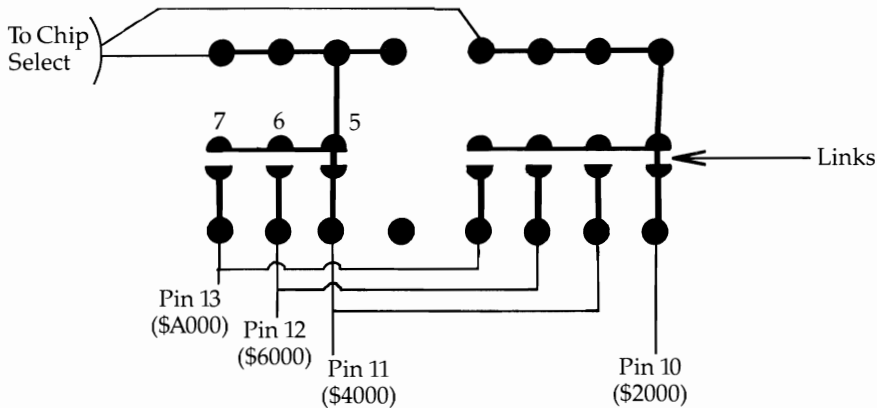 To Chip
Select
7 6 5
Links
Pin 13
($A000)
Pin 12
($6000)
Pin 11
($4000)
Pin 10
($2000)